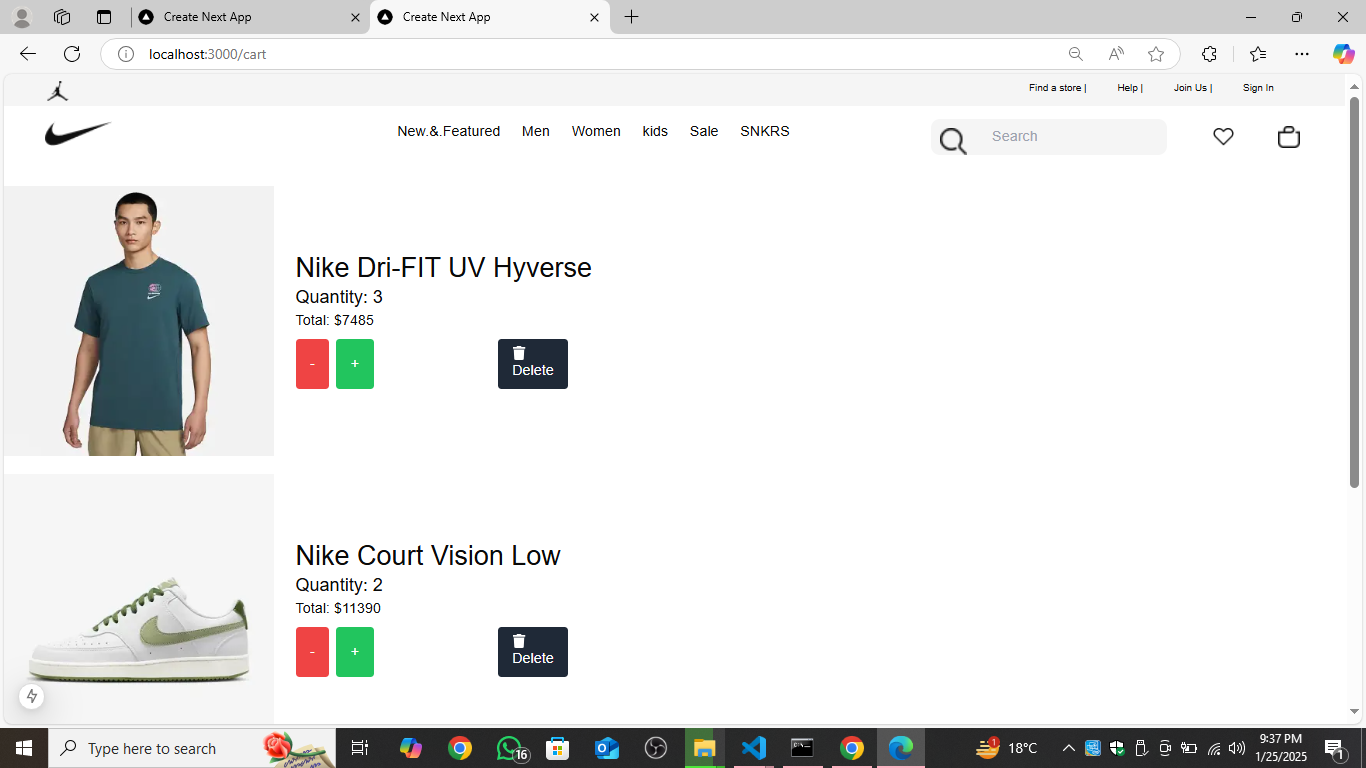 Create Next App
Create Next App
localhost:3000/cart
Find a store |
Help |
Join Us |
Sign In
New.&.Featured
Men
Women
kids
Sale
SNKRS
Search
Nike Dri-FIT UV Hyverse
Quantity: 3
Total: $7485
-
+
Delete
Nike Court Vision Low
Quantity: 2
Total: $11390
-
+
Delete
Type here to search
16
1
18°C
9:37 PM
1/25/2025
1